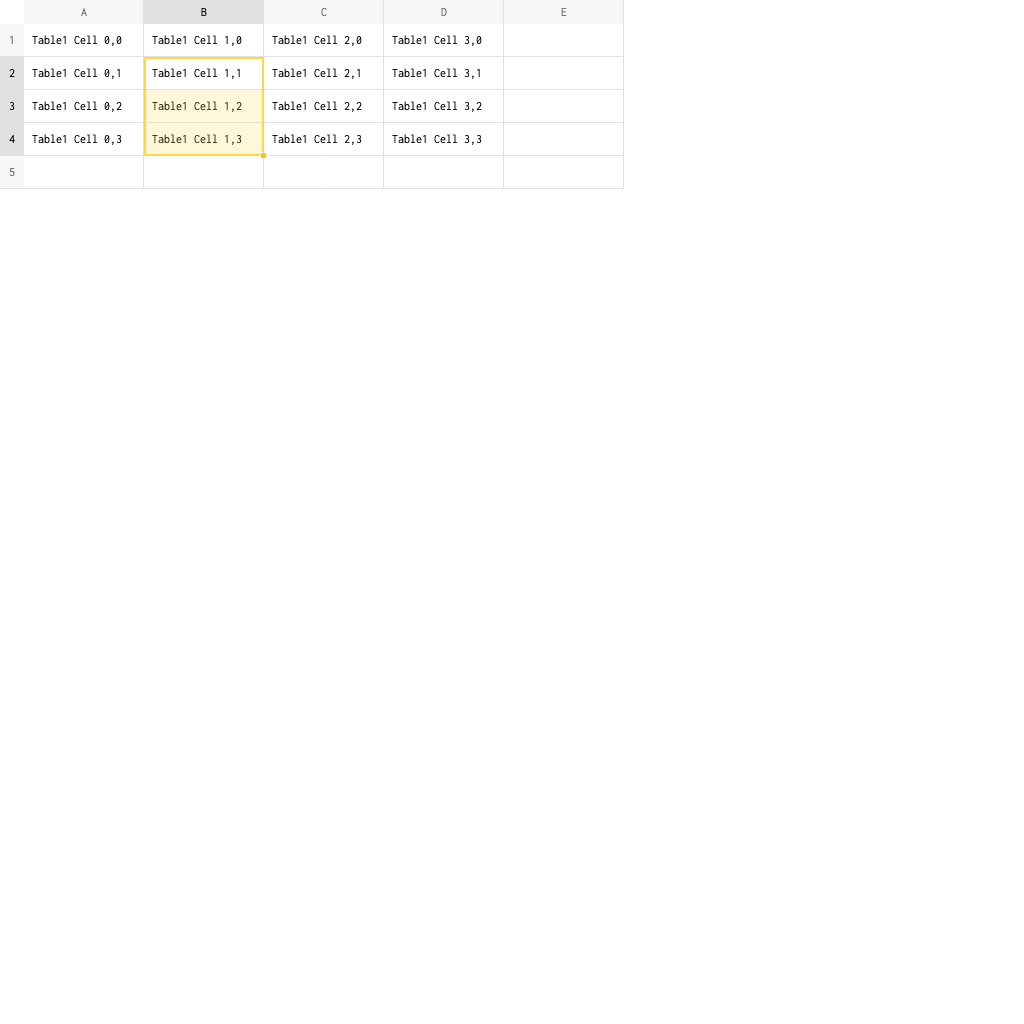 A B C D E
1 Table1 Cell 0,0 Table1 Cell 1,0 Table1 Cell 2,0 Table1 Cell 3,0
2 Table1 Cell 0,1 Table1 Cell 1,1 Table1 Cell 2,1 Table1 Cell 3,1
3 Table1 Cell 0,2 Table1 Cell 1,2 Table1 Cell 2,2 Table1 Cell 3,2
4 Table1 Cell 0,3 Table1 Cell 1,3 Table1 Cell 2,3 Table1 Cell 3,3
5